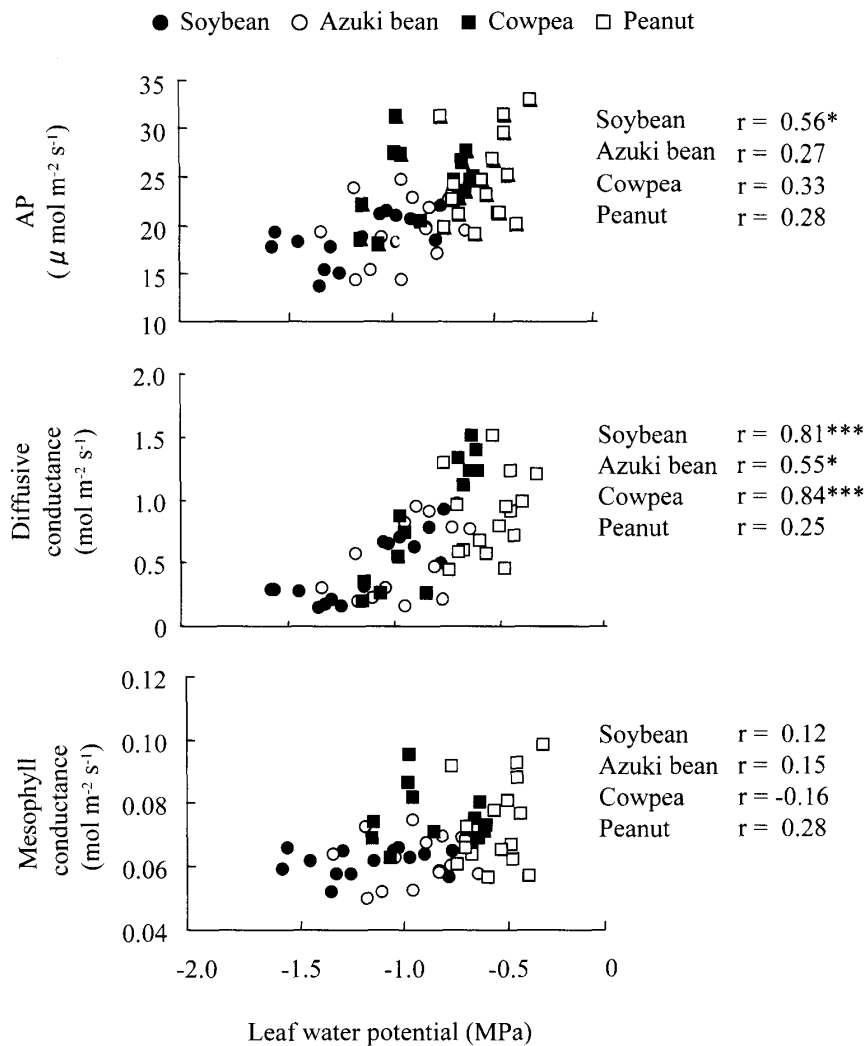 ● Soybean ○ Azuki bean ■ Cowpea □ Peanut
AP
( μ mol m⁻² s⁻¹)
35
30
25
20
15
10
Soybean r = 0.56*
Azuki bean r = 0.27
Cowpea r = 0.33
Peanut r = 0.28
Diffusive
conductance
(mol m⁻² s⁻¹)
2.0
1.5
1.0
0.5
0
Soybean r = 0.81***
Azuki bean r = 0.55*
Cowpea r = 0.84***
Peanut r = 0.25
Mesophyll
conductance
(mol m⁻² s⁻¹)
0.12
0.10
0.08
0.06
0.04
Soybean r = 0.12
Azuki bean r = 0.15
Cowpea r = -0.16
Peanut r = 0.28
-2.0 -1.5 -1.0 -0.5 0
Leaf water potential (MPa)